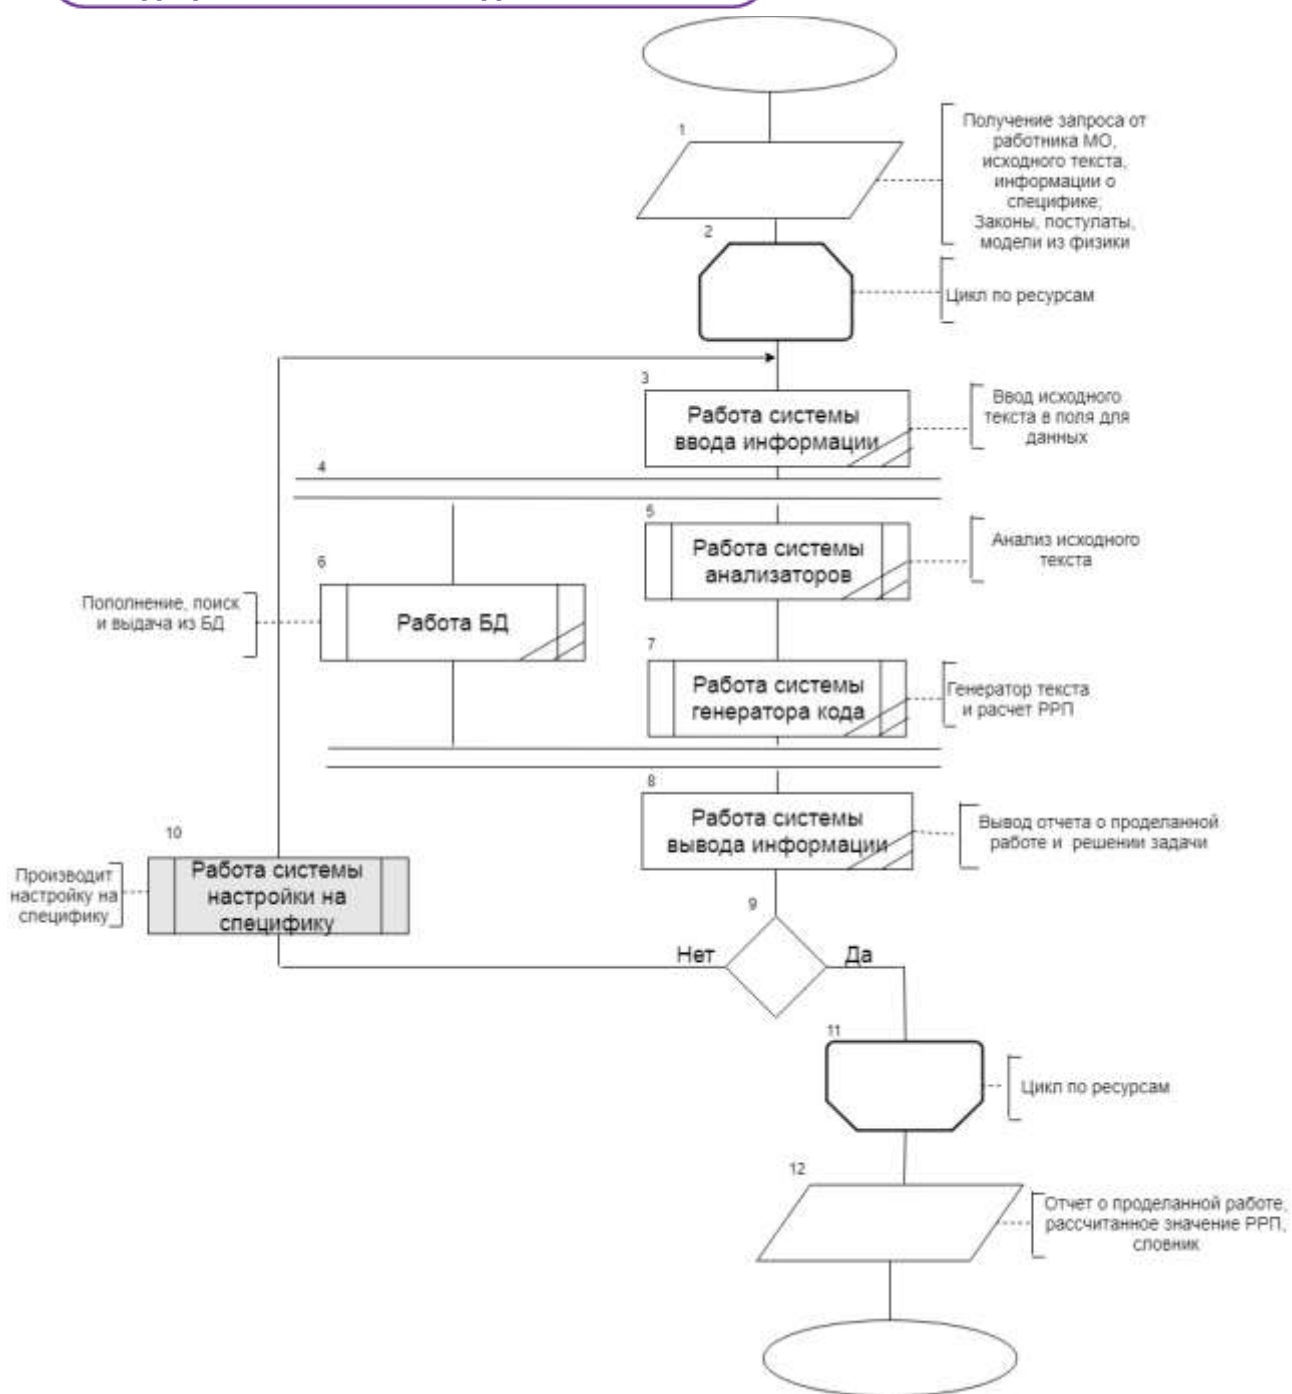 1
Получение запроса от
работника МО,
исходного текста,
информации о
специфике;
Законы, постулаты,
модели из физики
2
Цикл по ресурсам
3
Работа системы
ввода информации
Ввод исходного
текста в поля для
данных
4
5
Работа системы
анализаторов
Анализ исходного
текста
6
Пополнение, поиск
и выдача из БД
Работа БД
7
Работа системы
генератора кода
Генератор текста
и расчет РРП
8
Работа системы
вывода информации
Вывод отчета о проделанной
работе и решении задачи
10
Производит
настройку на
специфику
Работа системы
настройки на
специфику
9
Нет
Да
11
Цикл по ресурсам
12
Отчет о проделанной работе,
рассчитанное значение РРП,
словник